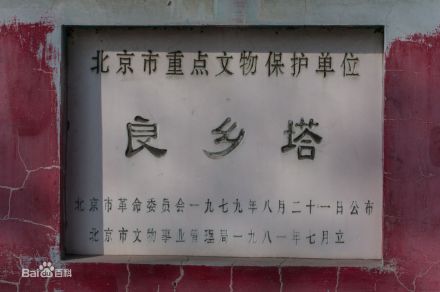 北京市重点文物保护单位
良乡塔
北京市革命委员会一九七九年八月二十一日公布
北京市文物事业管理局一九八一年七月立
Baidu百科